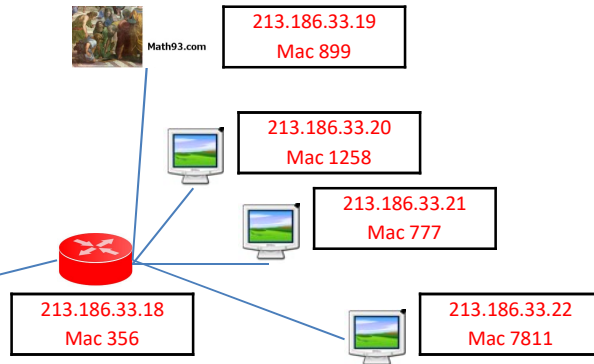 213.186.33.19
Mac 899
Math93.com
213.186.33.20
Mac 1258
213.186.33.21
Mac 777
213.186.33.18
Mac 356
213.186.33.22
Mac 7811